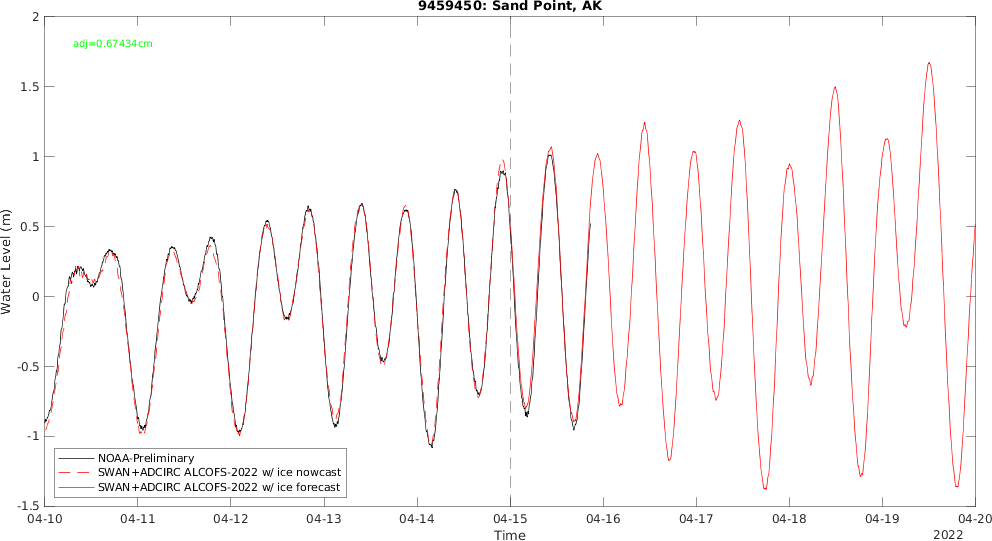 9459450: Sand Point, AK
adj=0.67434cm
Water Level (m)
2
1.5
1
0.5
0
-0.5
-1
-1.5
NOAA-Preliminary
SWAN+ADCIRC ALCOFS-2022 w/ ice nowcast
SWAN+ADCIRC ALCOFS-2022 w/ ice forecast
04-10 04-11 04-12 04-13 04-14 04-15 04-16 04-17 04-18 04-19 04-20
Time
2022